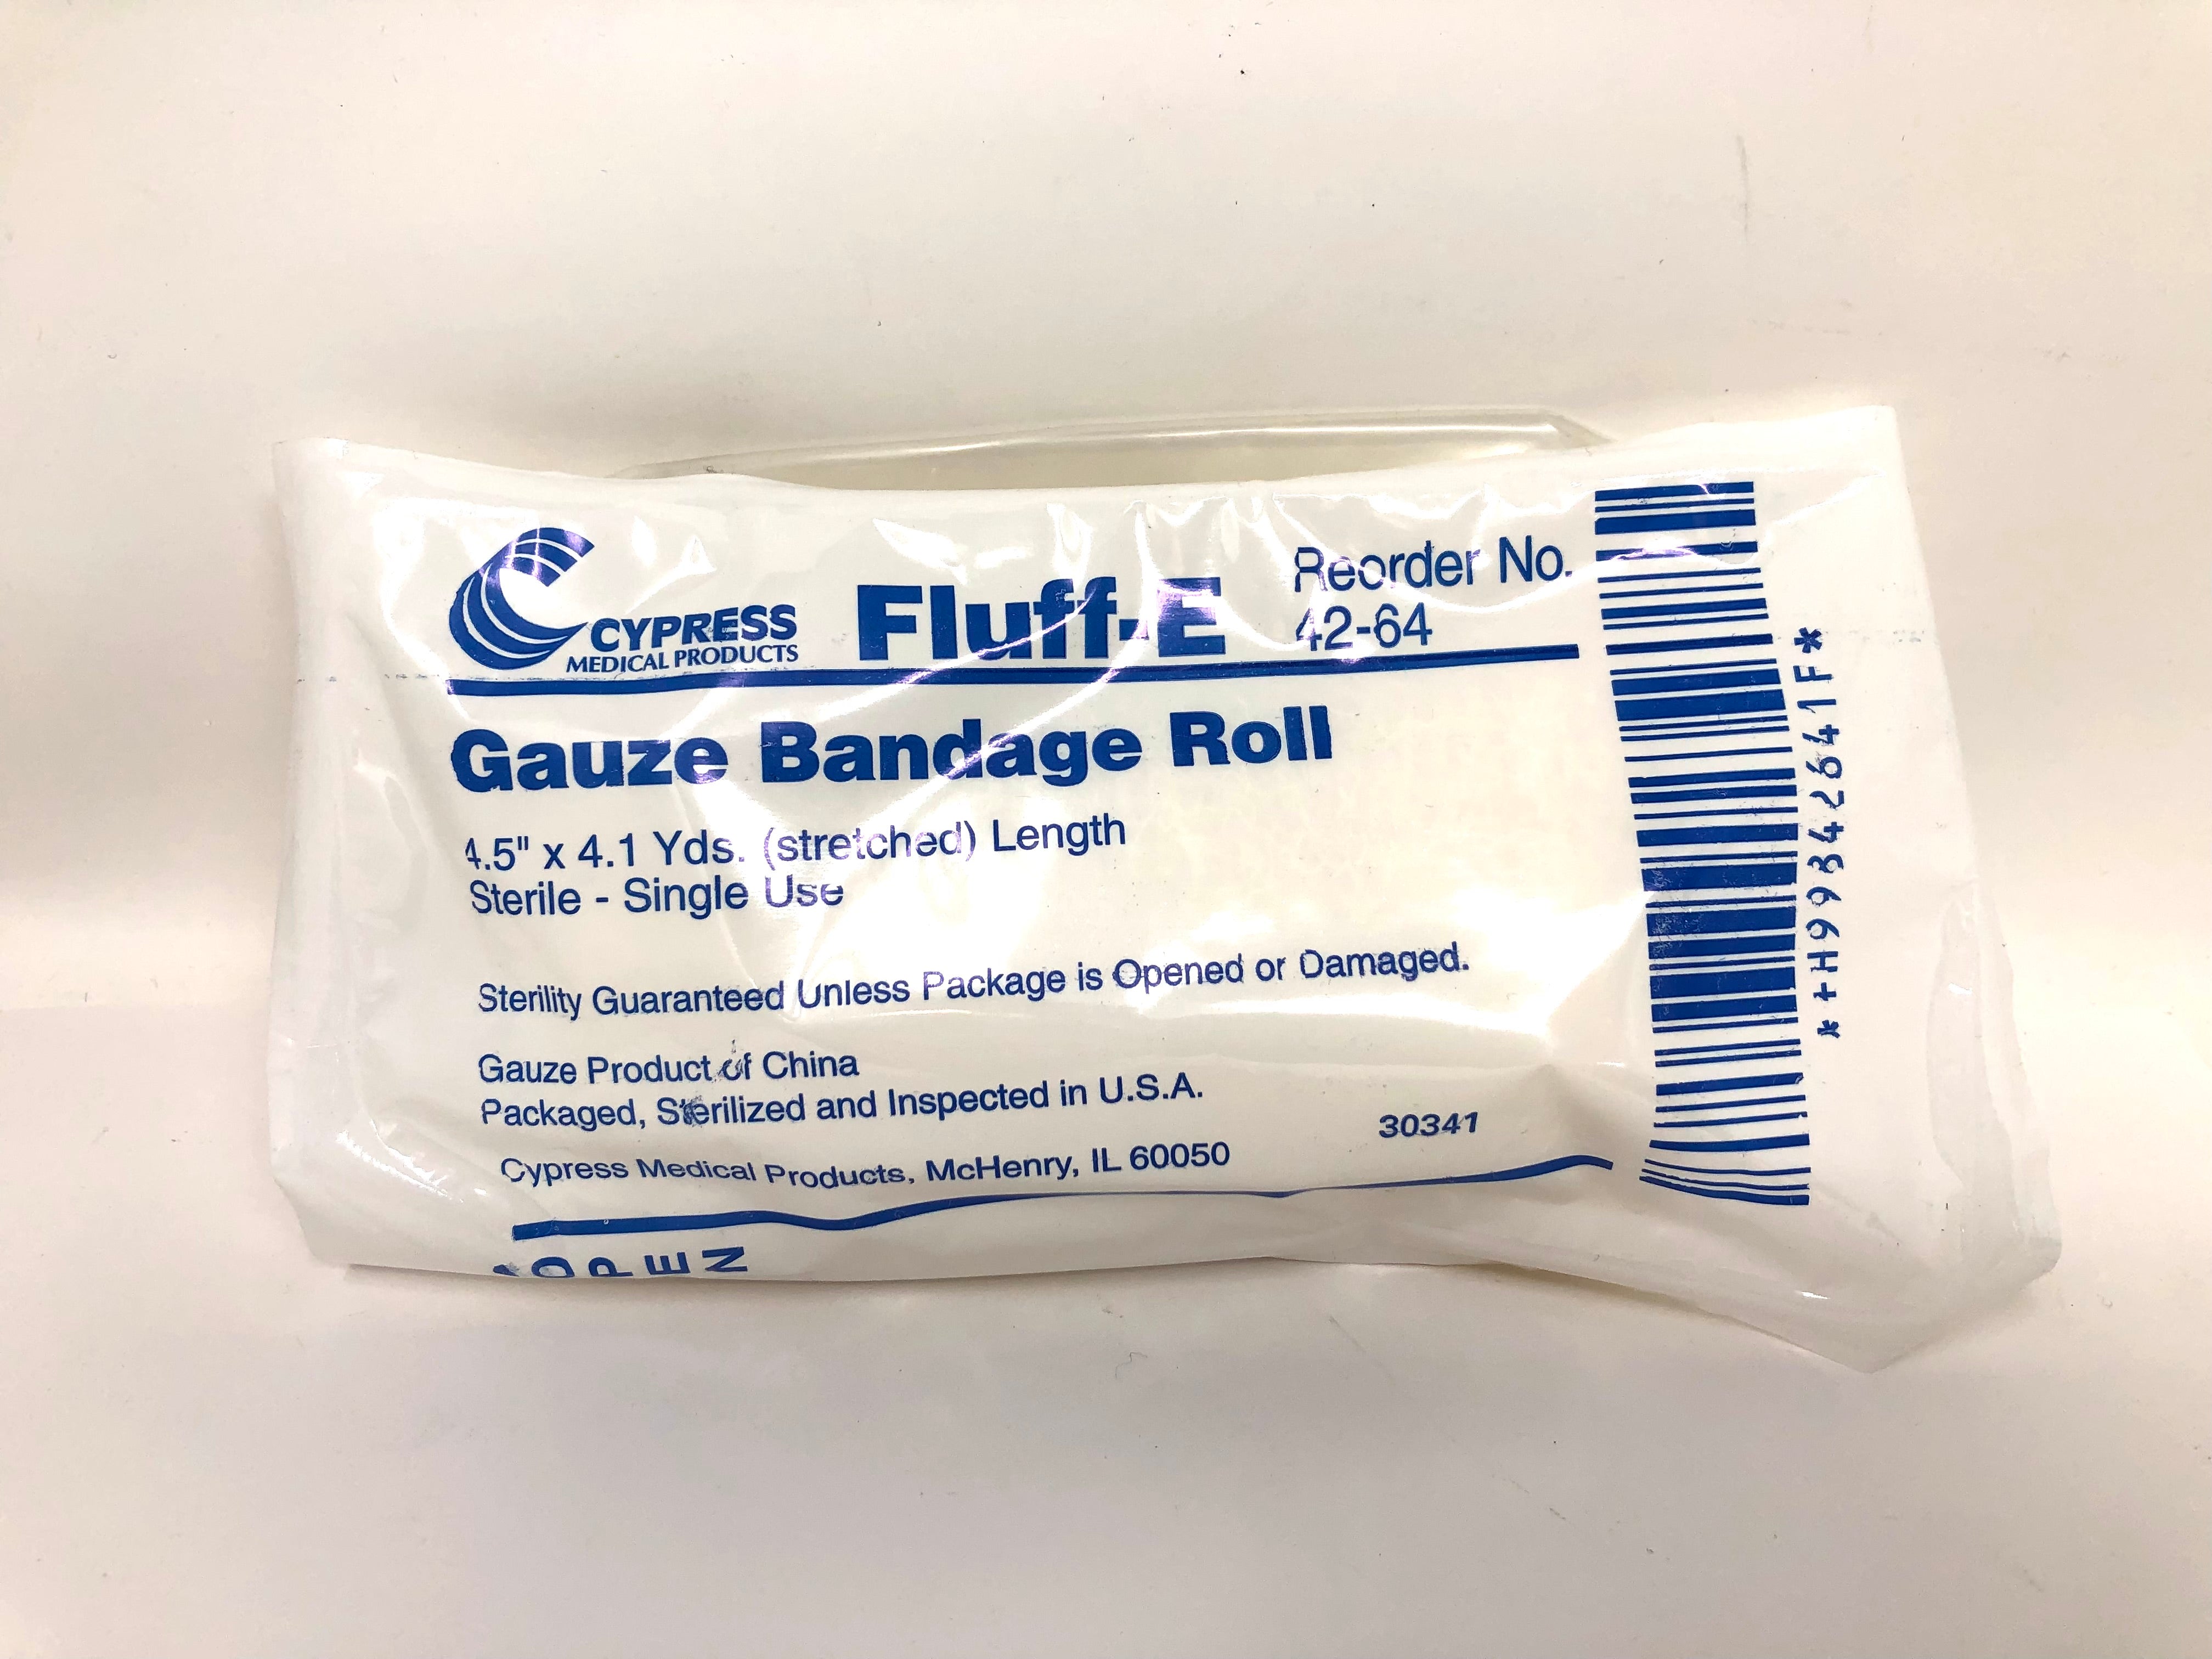 CYPRESS
MEDICAL PRODUCTS
Fluff-E
Reorder No.
42-64
Gauze Bandage Roll
4.5" x 4.1 Yds. (stretched) Length
Sterile - Single Use
Sterility Guaranteed Unless Package is Opened or Damaged.
Gauze Product of China
Packaged, Sterilized and Inspected in U.S.A.
30341
Cypress Medical Products, McHenry, IL 60050
OPEN
*+H99842641F*